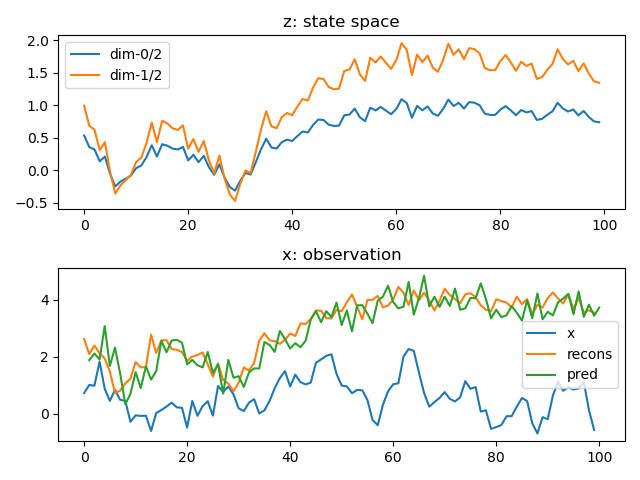 z: state space
dim-0/2
dim-1/2
2.0
1.5
1.0
0.5
0.0
−0.5
0 20 40 60 80 100
x: observation
x
recons
pred
4
2
0
0 20 40 60 80 100